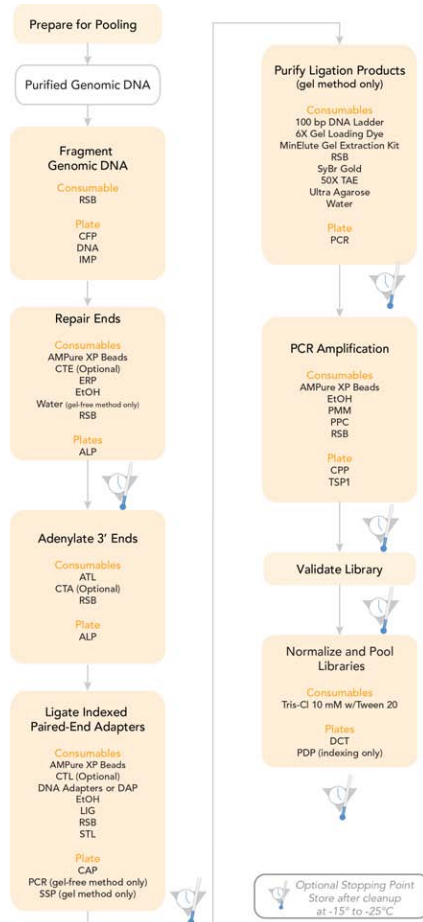 Prepare for Pooling
Purified Genomic DNA
Fragment
Genomic DNA
Consumable
RSB
Plate
CFP
DNA
IMP
Repair Ends
Consumables
AMPure XP Beads
CTE (Optional)
ERP
EtOH
Water (gel-free method only)
RSB
Plates
ALP
Adenylate 3' Ends
Consumables
ATL
CTA (Optional)
RSB
Plate
ALP
Ligate Indexed
Paired-End Adapters
Consumables
AMPure XP Beads
CTL (Optional)
DNA Adapters or DAP
EtOH
LIG
RSB
STL
Plate
CAP
PCR (gel-free method only)
SSP (gel method only)
Purify Ligation Products
(gel method only)
Consumables
100 bp DNA Ladder
6X Gel Loading Dye
MinElute Gel Extraction Kit
RSB
SyBr Gold
50X TAE
Ultra Agarose
Water
Plate
PCR
PCR Amplification
Consumables
AMPure XP Beads
EtOH
PMM
PPC
RSB
Plate
CPP
TSP1
Validate Library
Normalize and Pool
Libraries
Consumables
Tris-Cl 10 mM w/Tween 20
Plates
DCT
PDP (indexing only)
Optional Stopping Point
Store after cleanup
at -15° to -25°C